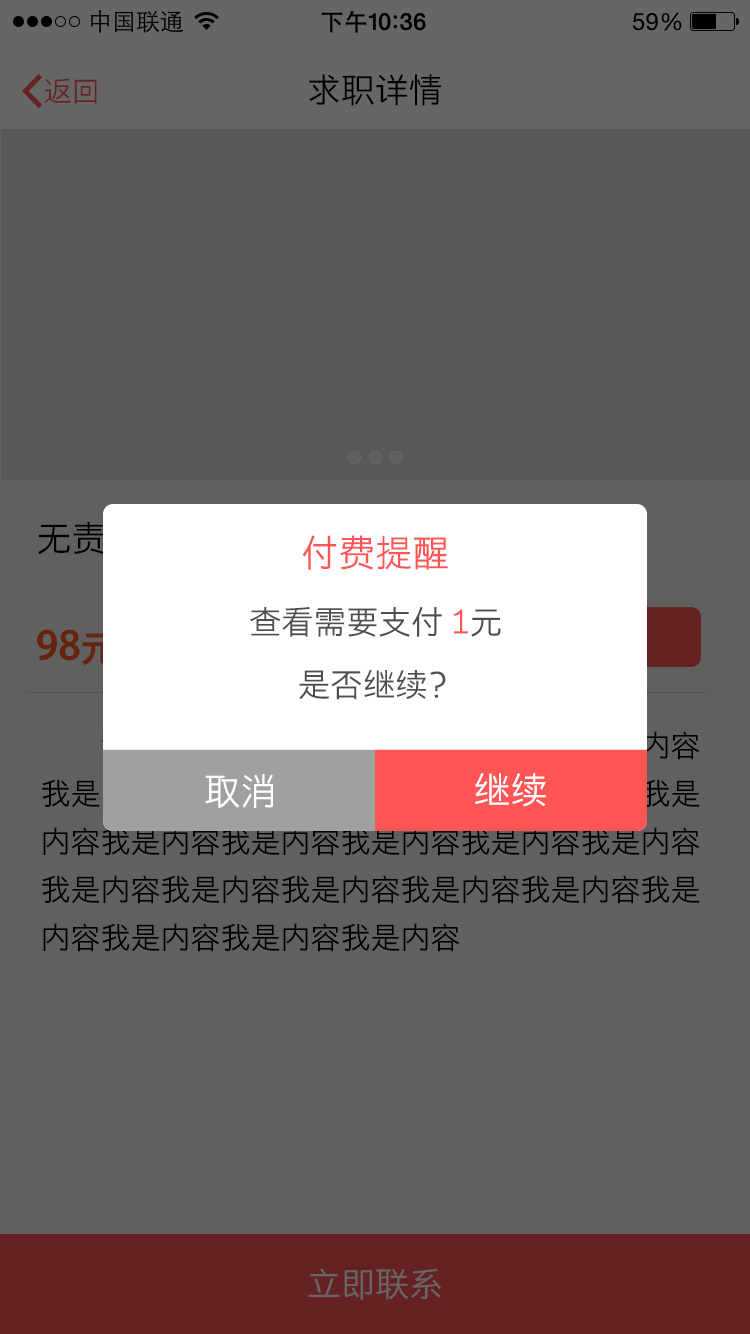 中国联通 下午10:36 59%
返回 求职详情
无责
付费提醒
查看需要支付 1元
98元
是否继续?
内容
取消 继续
我是 我是
内容我是内容我是内容我是内容我是内容我是内容
我是内容我是内容我是内容我是内容我是内容我是
内容我是内容我是内容我是内容
立即联系